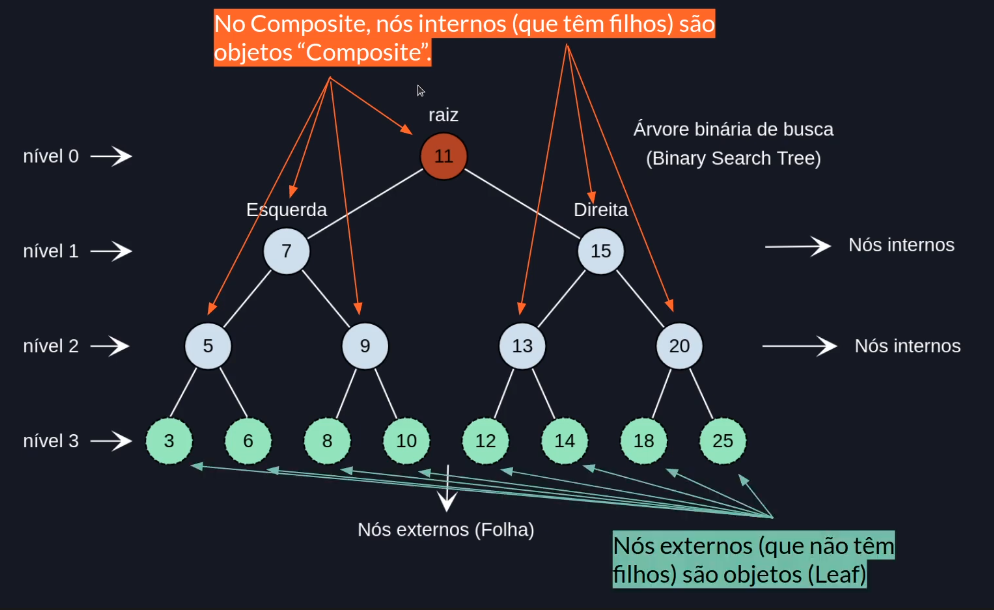 No Composite, nós internos (que têm filhos) são
objetos “Composite”.
raiz
Árvore binária de busca
(Binary Search Tree)
nível 0
11
Esquerda
Direita
nível 1
7
15
Nós internos
nível 2
5
9
13
20
Nós internos
nível 3
3
6
8
10
12
14
18
25
Nós externos (Folha)
Nós externos (que não têm
filhos) são objetos (Leaf)